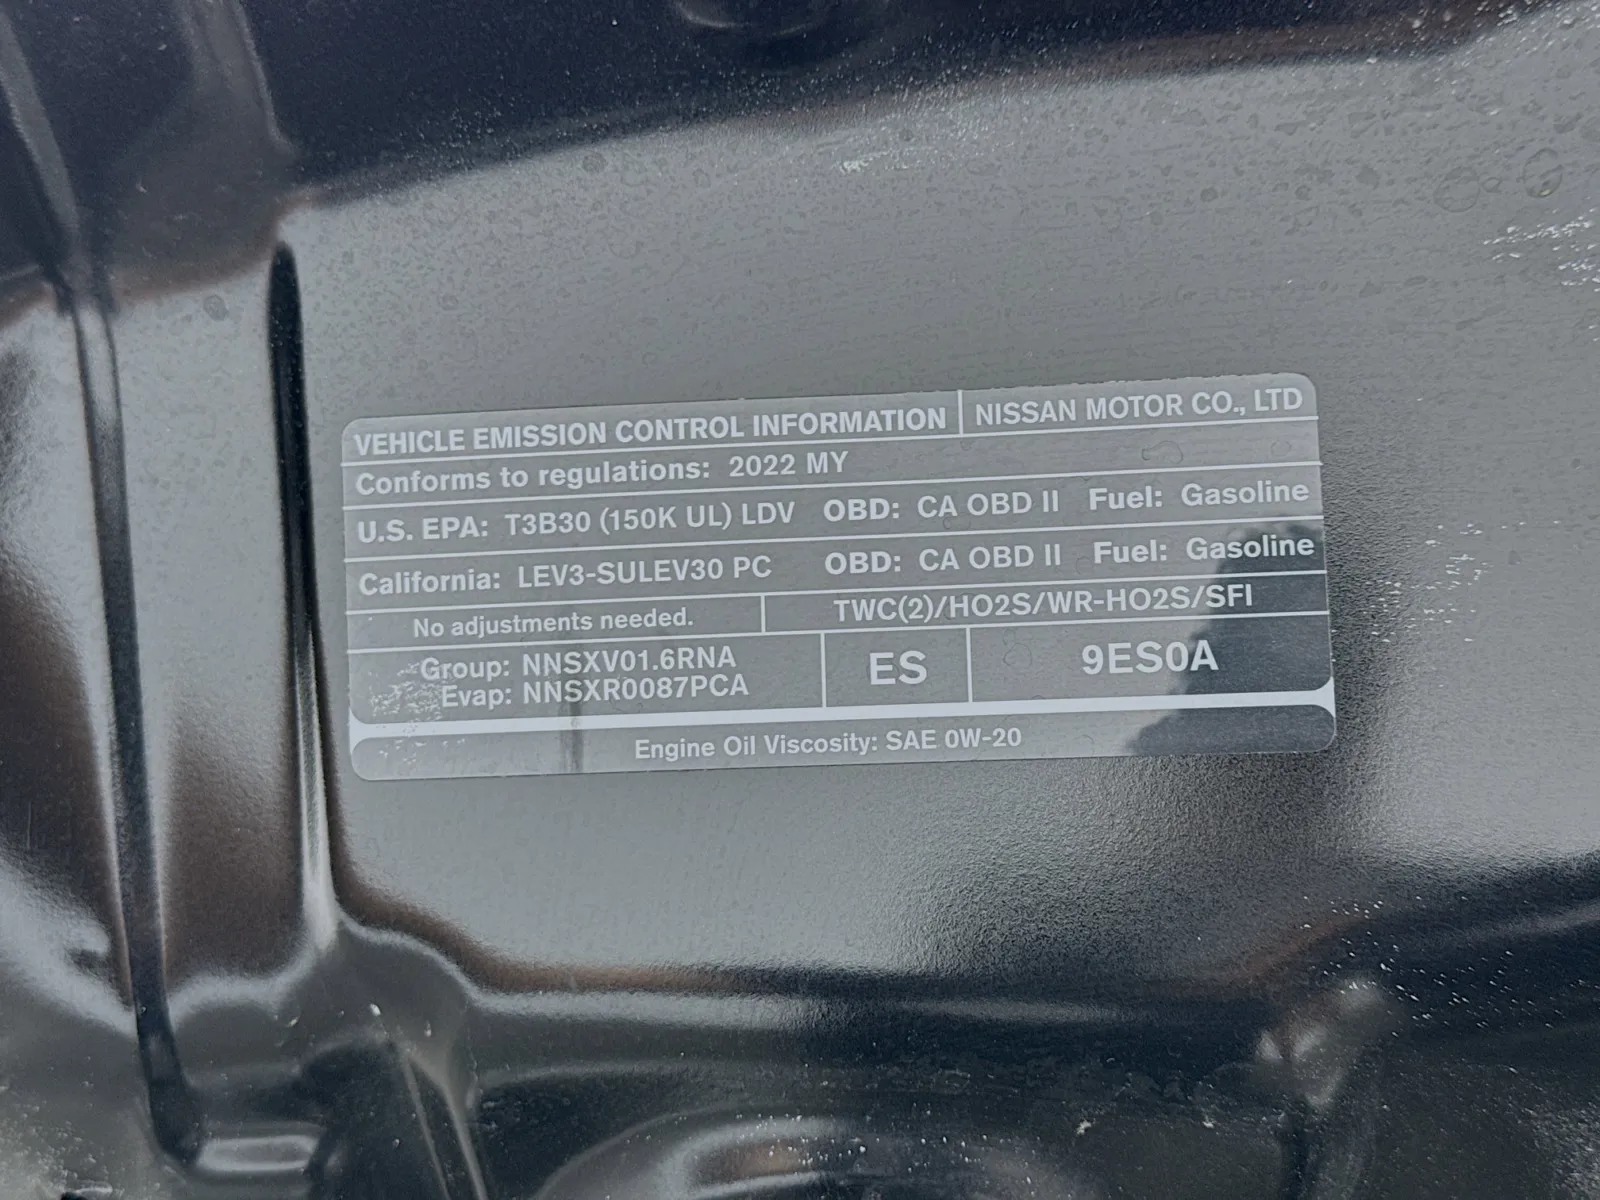 VEHICLE EMISSION CONTROL INFORMATION NISSAN MOTOR CO., LTD
Conforms to regulations: 2022 MY
U.S. EPA: T3B30 (150K UL) LDV OBD: CA OBD II Fuel: Gasoline
California: LEV3-SULEV30 PC OBD: CA OBD II Fuel: Gasoline
No adjustments needed. TWC(2)/HO2S/WR-HO2S/SFI
Group: NNSXV01.6RNA
Evap: NNSXR0087PCA
ES
9ES0A
Engine Oil Viscosity: SAE 0W-20